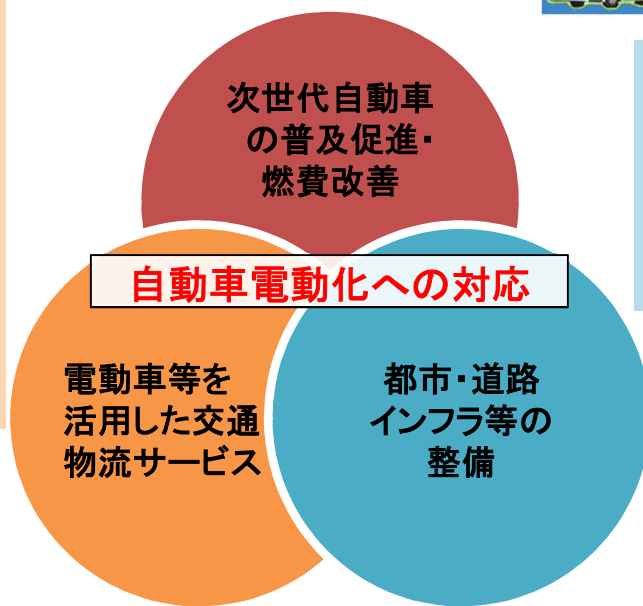 次世代自動車
の普及促進・
燃費改善
自動車電動化への対応
電動車等を
活用した交通
物流サービス
都市・道路
インフラ等の
整備